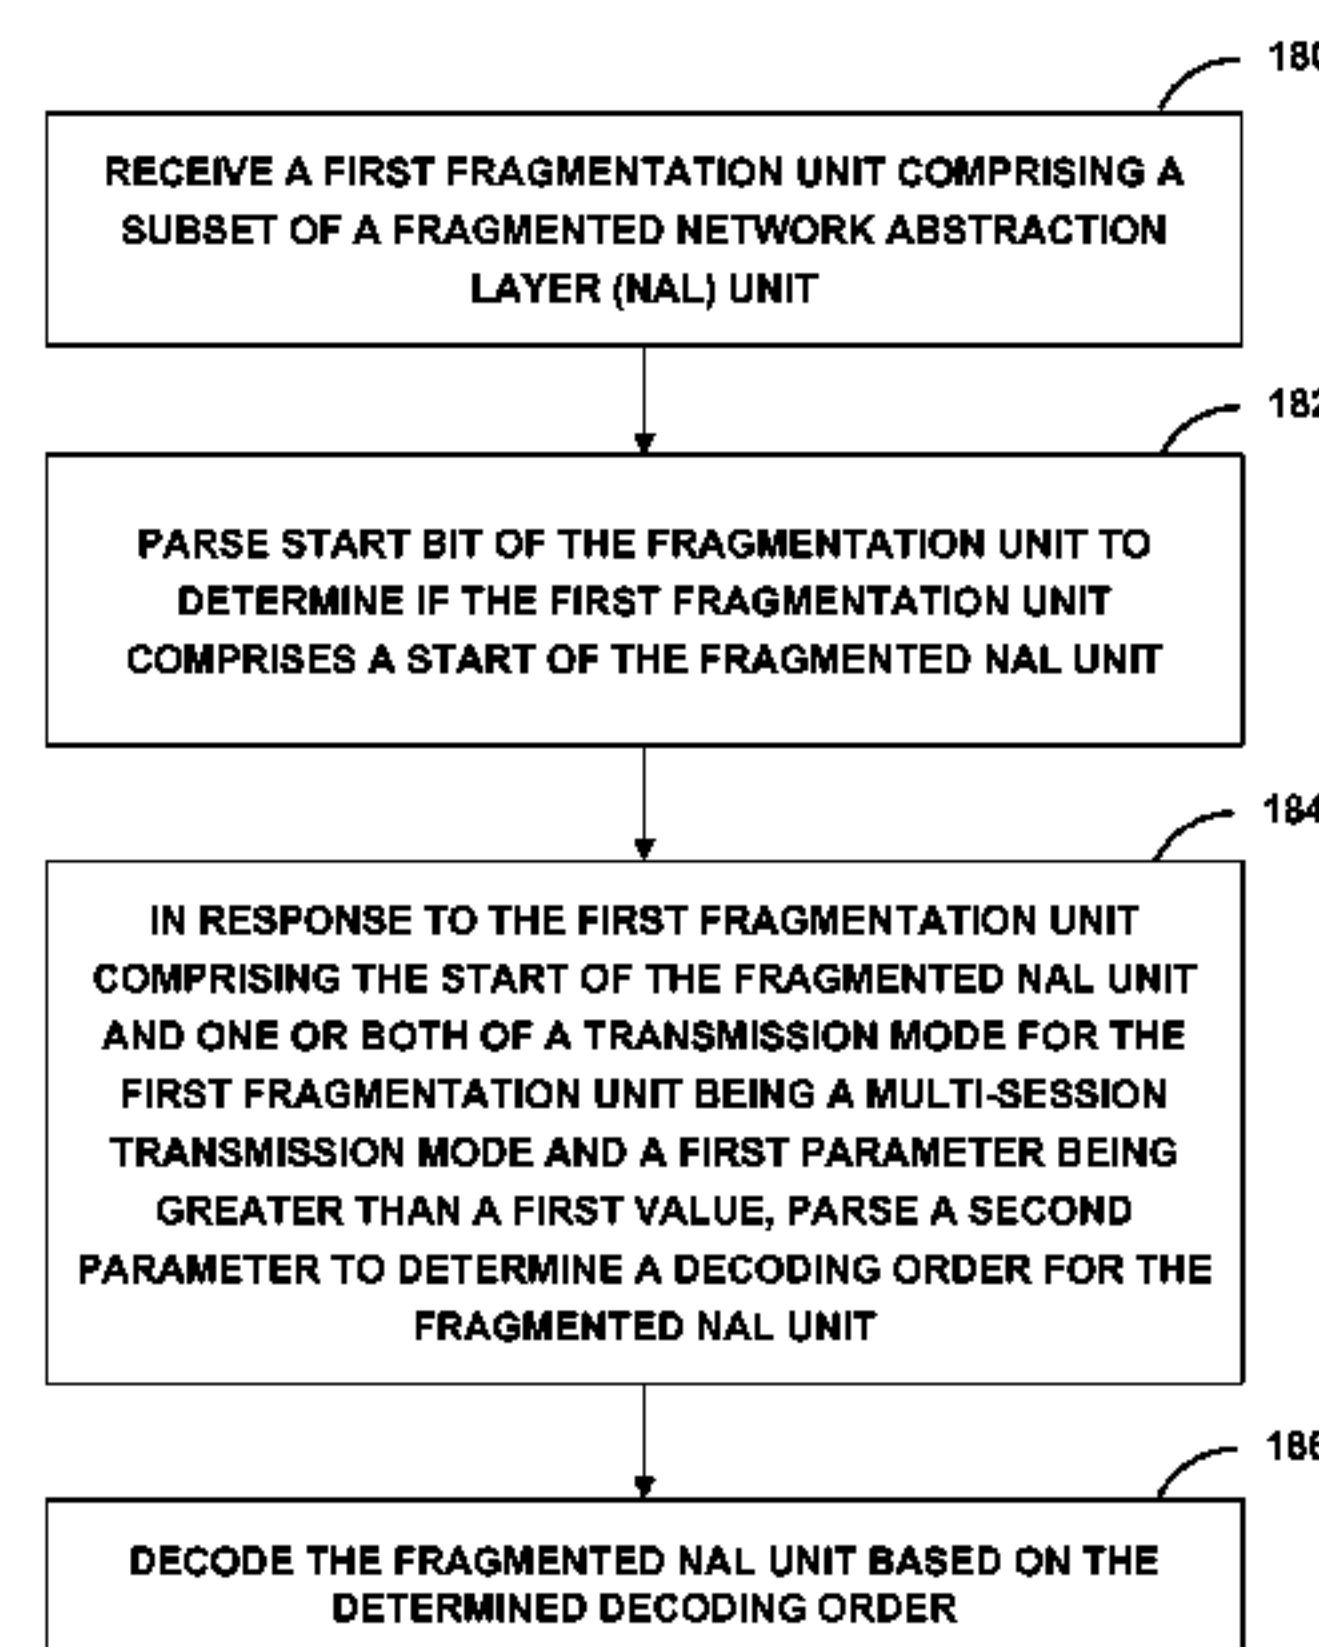 180
RECEIVE A FIRST FRAGMENTATION UNIT COMPRISING A
SUBSET OF A FRAGMENTED NETWORK ABSTRACTION
LAYER (NAL) UNIT
182
PARSE START BIT OF THE FRAGMENTATION UNIT TO
DETERMINE IF THE FIRST FRAGMENTATION UNIT
COMPRISES A START OF THE FRAGMENTED NAL UNIT
184
IN RESPONSE TO THE FIRST FRAGMENTATION UNIT
COMPRISING THE START OF THE FRAGMENTED NAL UNIT
AND ONE OR BOTH OF A TRANSMISSION MODE FOR THE
FIRST FRAGMENTATION UNIT BEING A MULTI-SESSION
TRANSMISSION MODE AND A FIRST PARAMETER BEING
GREATER THAN A FIRST VALUE, PARSE A SECOND
PARAMETER TO DETERMINE A DECODING ORDER FOR THE
FRAGMENTED NAL UNIT
186
DECODE THE FRAGMENTED NAL UNIT BASED ON THE
DETERMINED DECODING ORDER